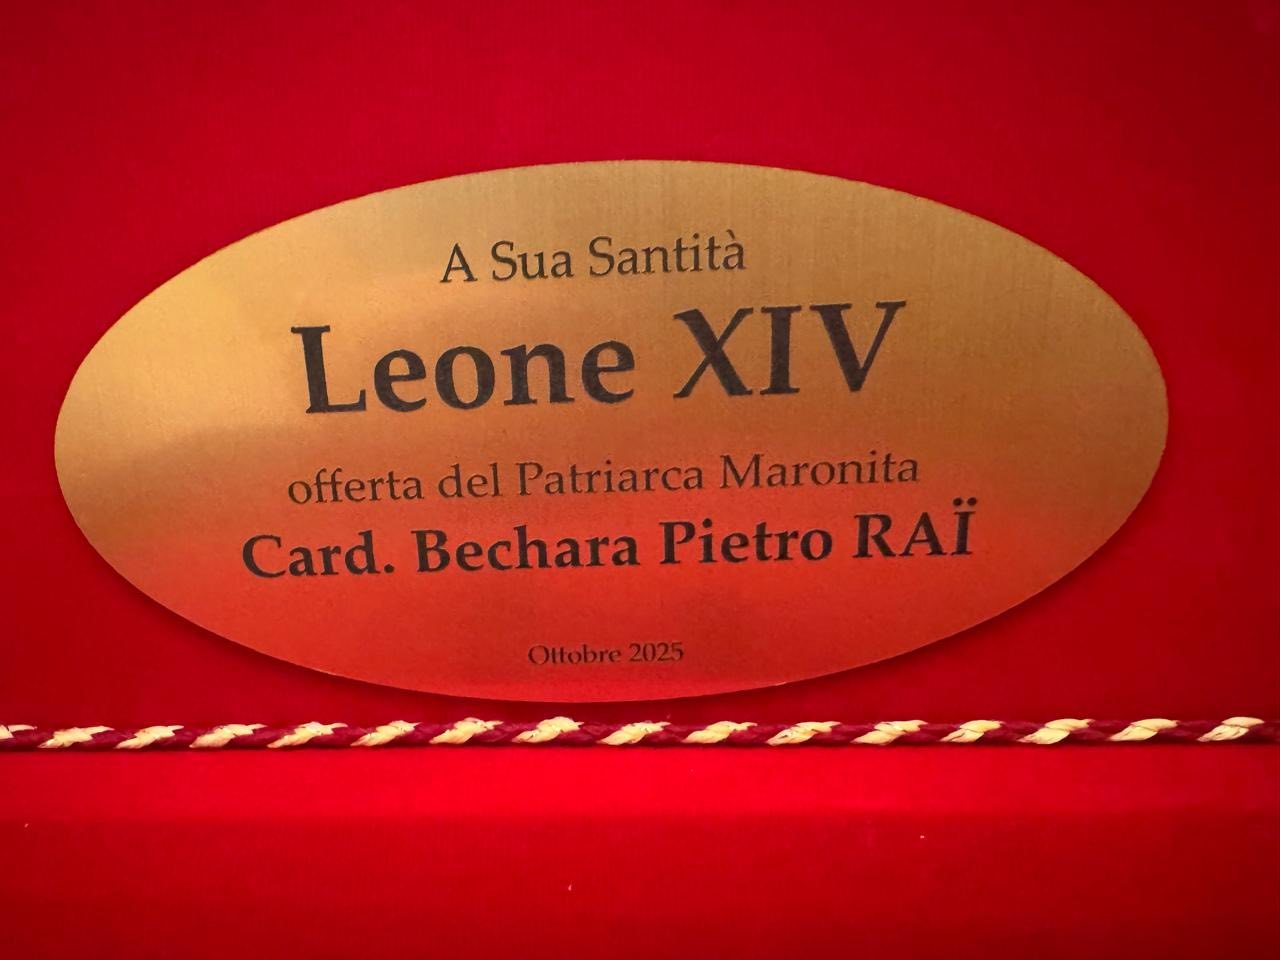 A Sua Santità
Leone XIV
offerta del Patriarca Maronita
Card. Bechara Pietro RAÏ
Ottobre 2025